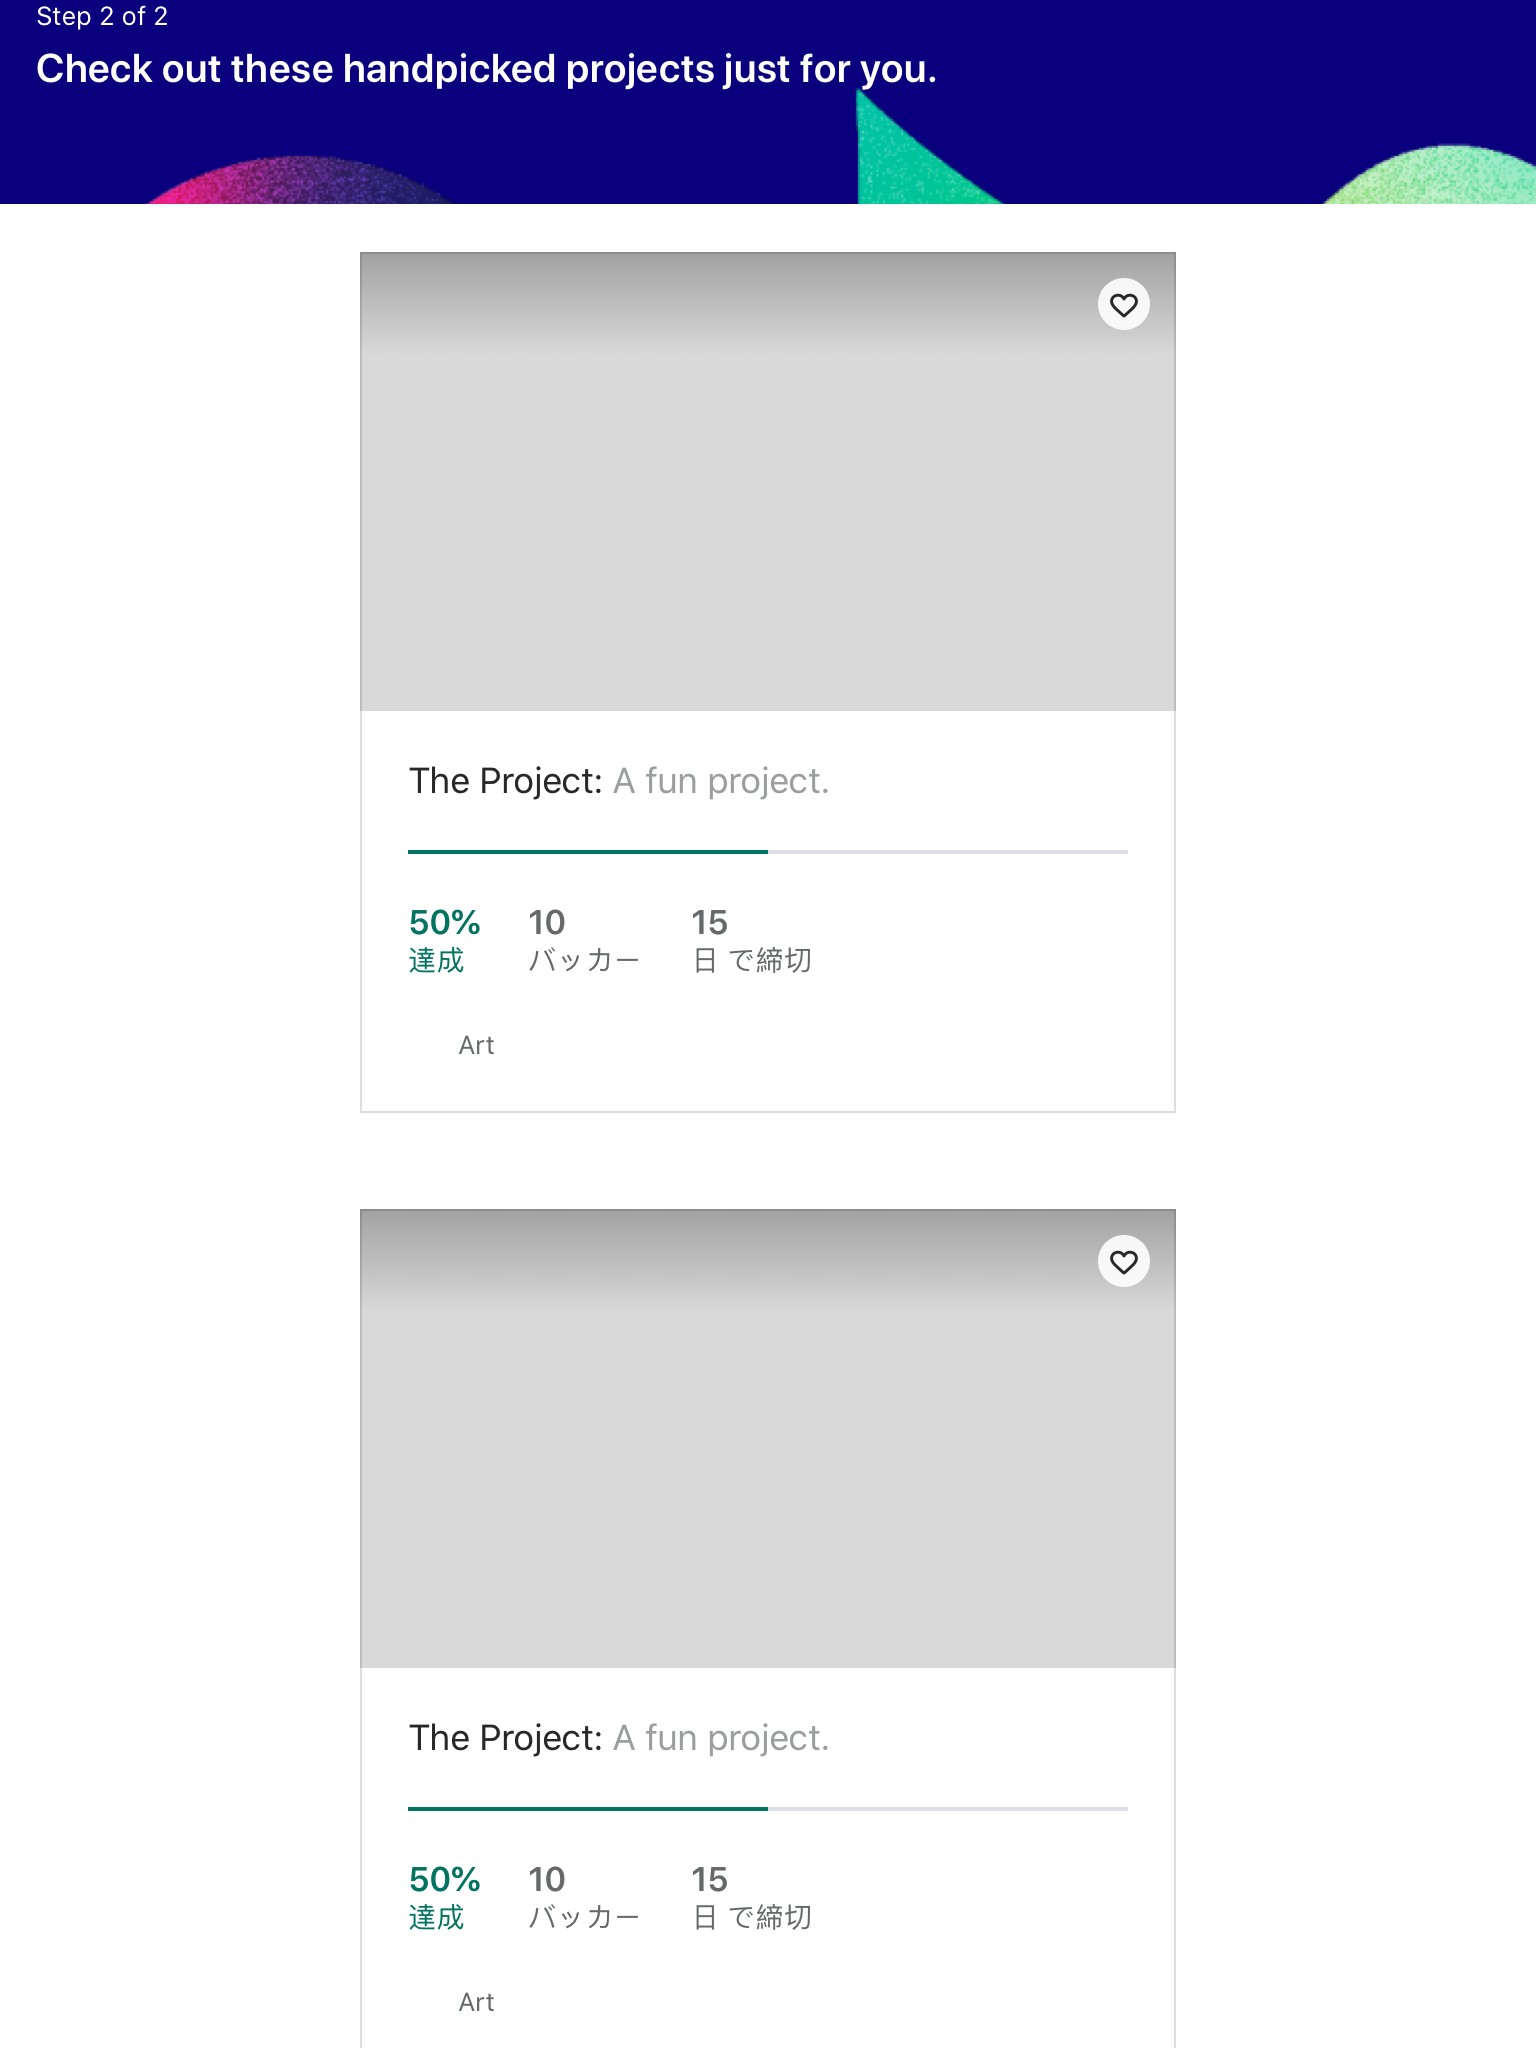 Step 2 of 2
Check out these handpicked projects just for you.
The Project: A fun project.
50% 10 15
達成 バッカー 日 で締切
Art
The Project: A fun project.
50% 10 15
達成 バッカー 日 で締切
Art